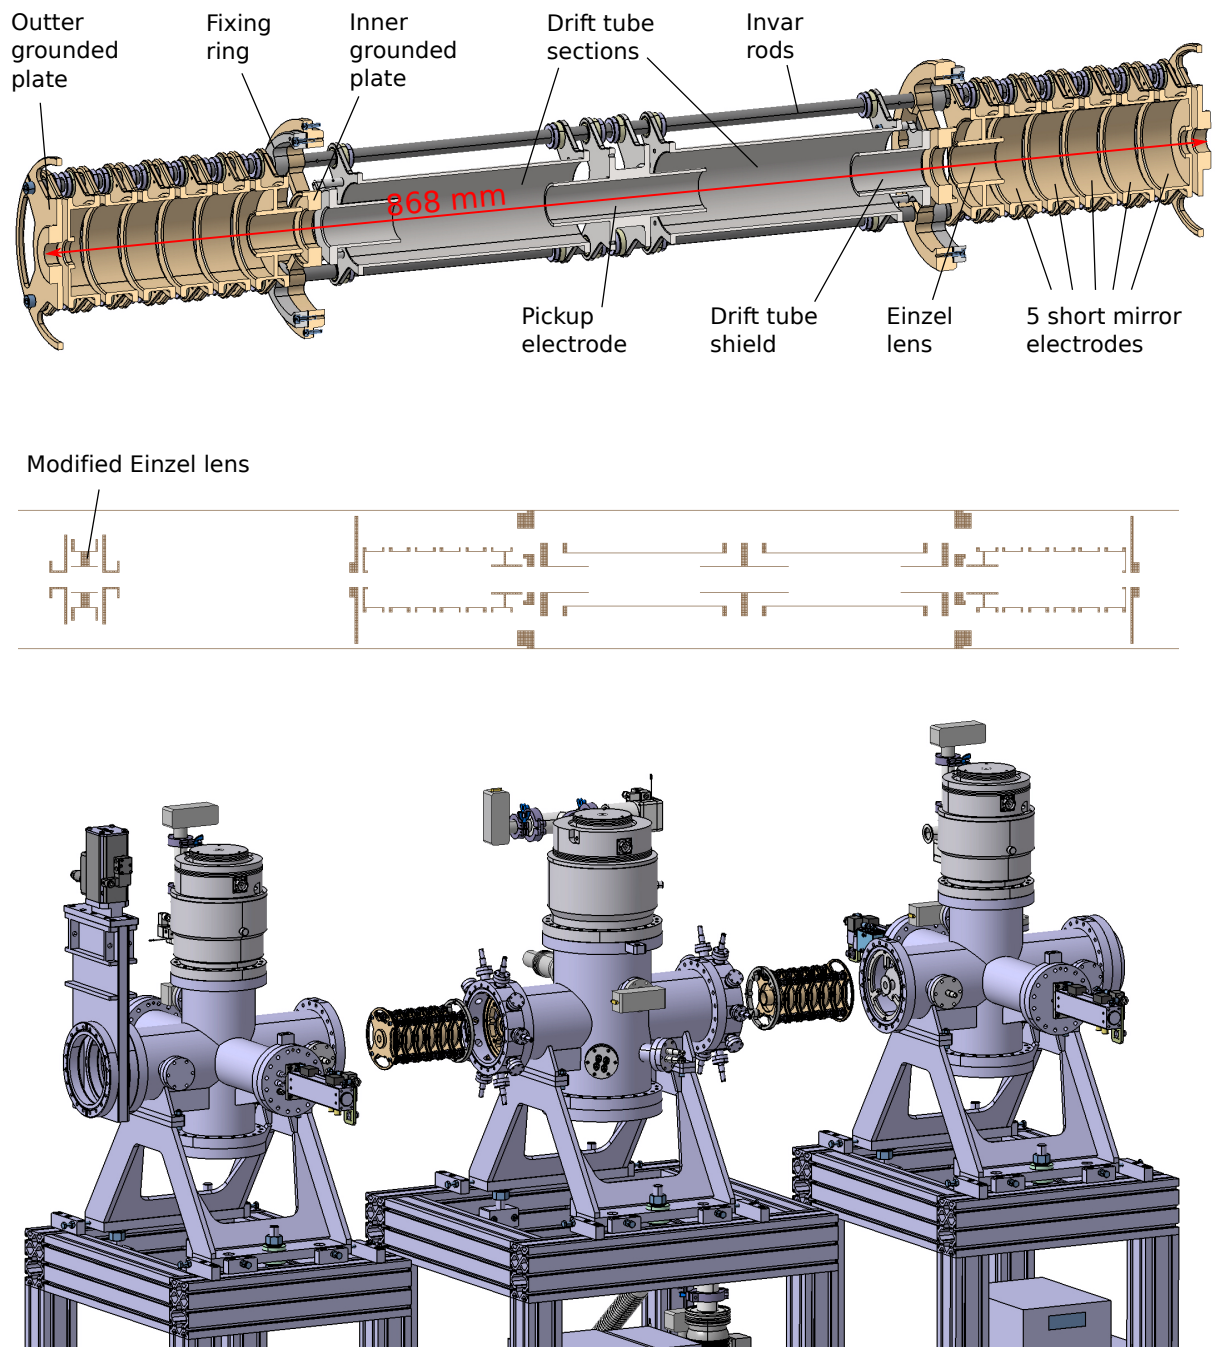 Outter
grounded
plate
Fixing
ring
Inner
grounded
plate
Drift tube
sections
Invar
rods
868 mm
Pickup
electrode
Drift tube
shield
Einzel
lens
5 short mirror
electrodes
Modified Einzel lens